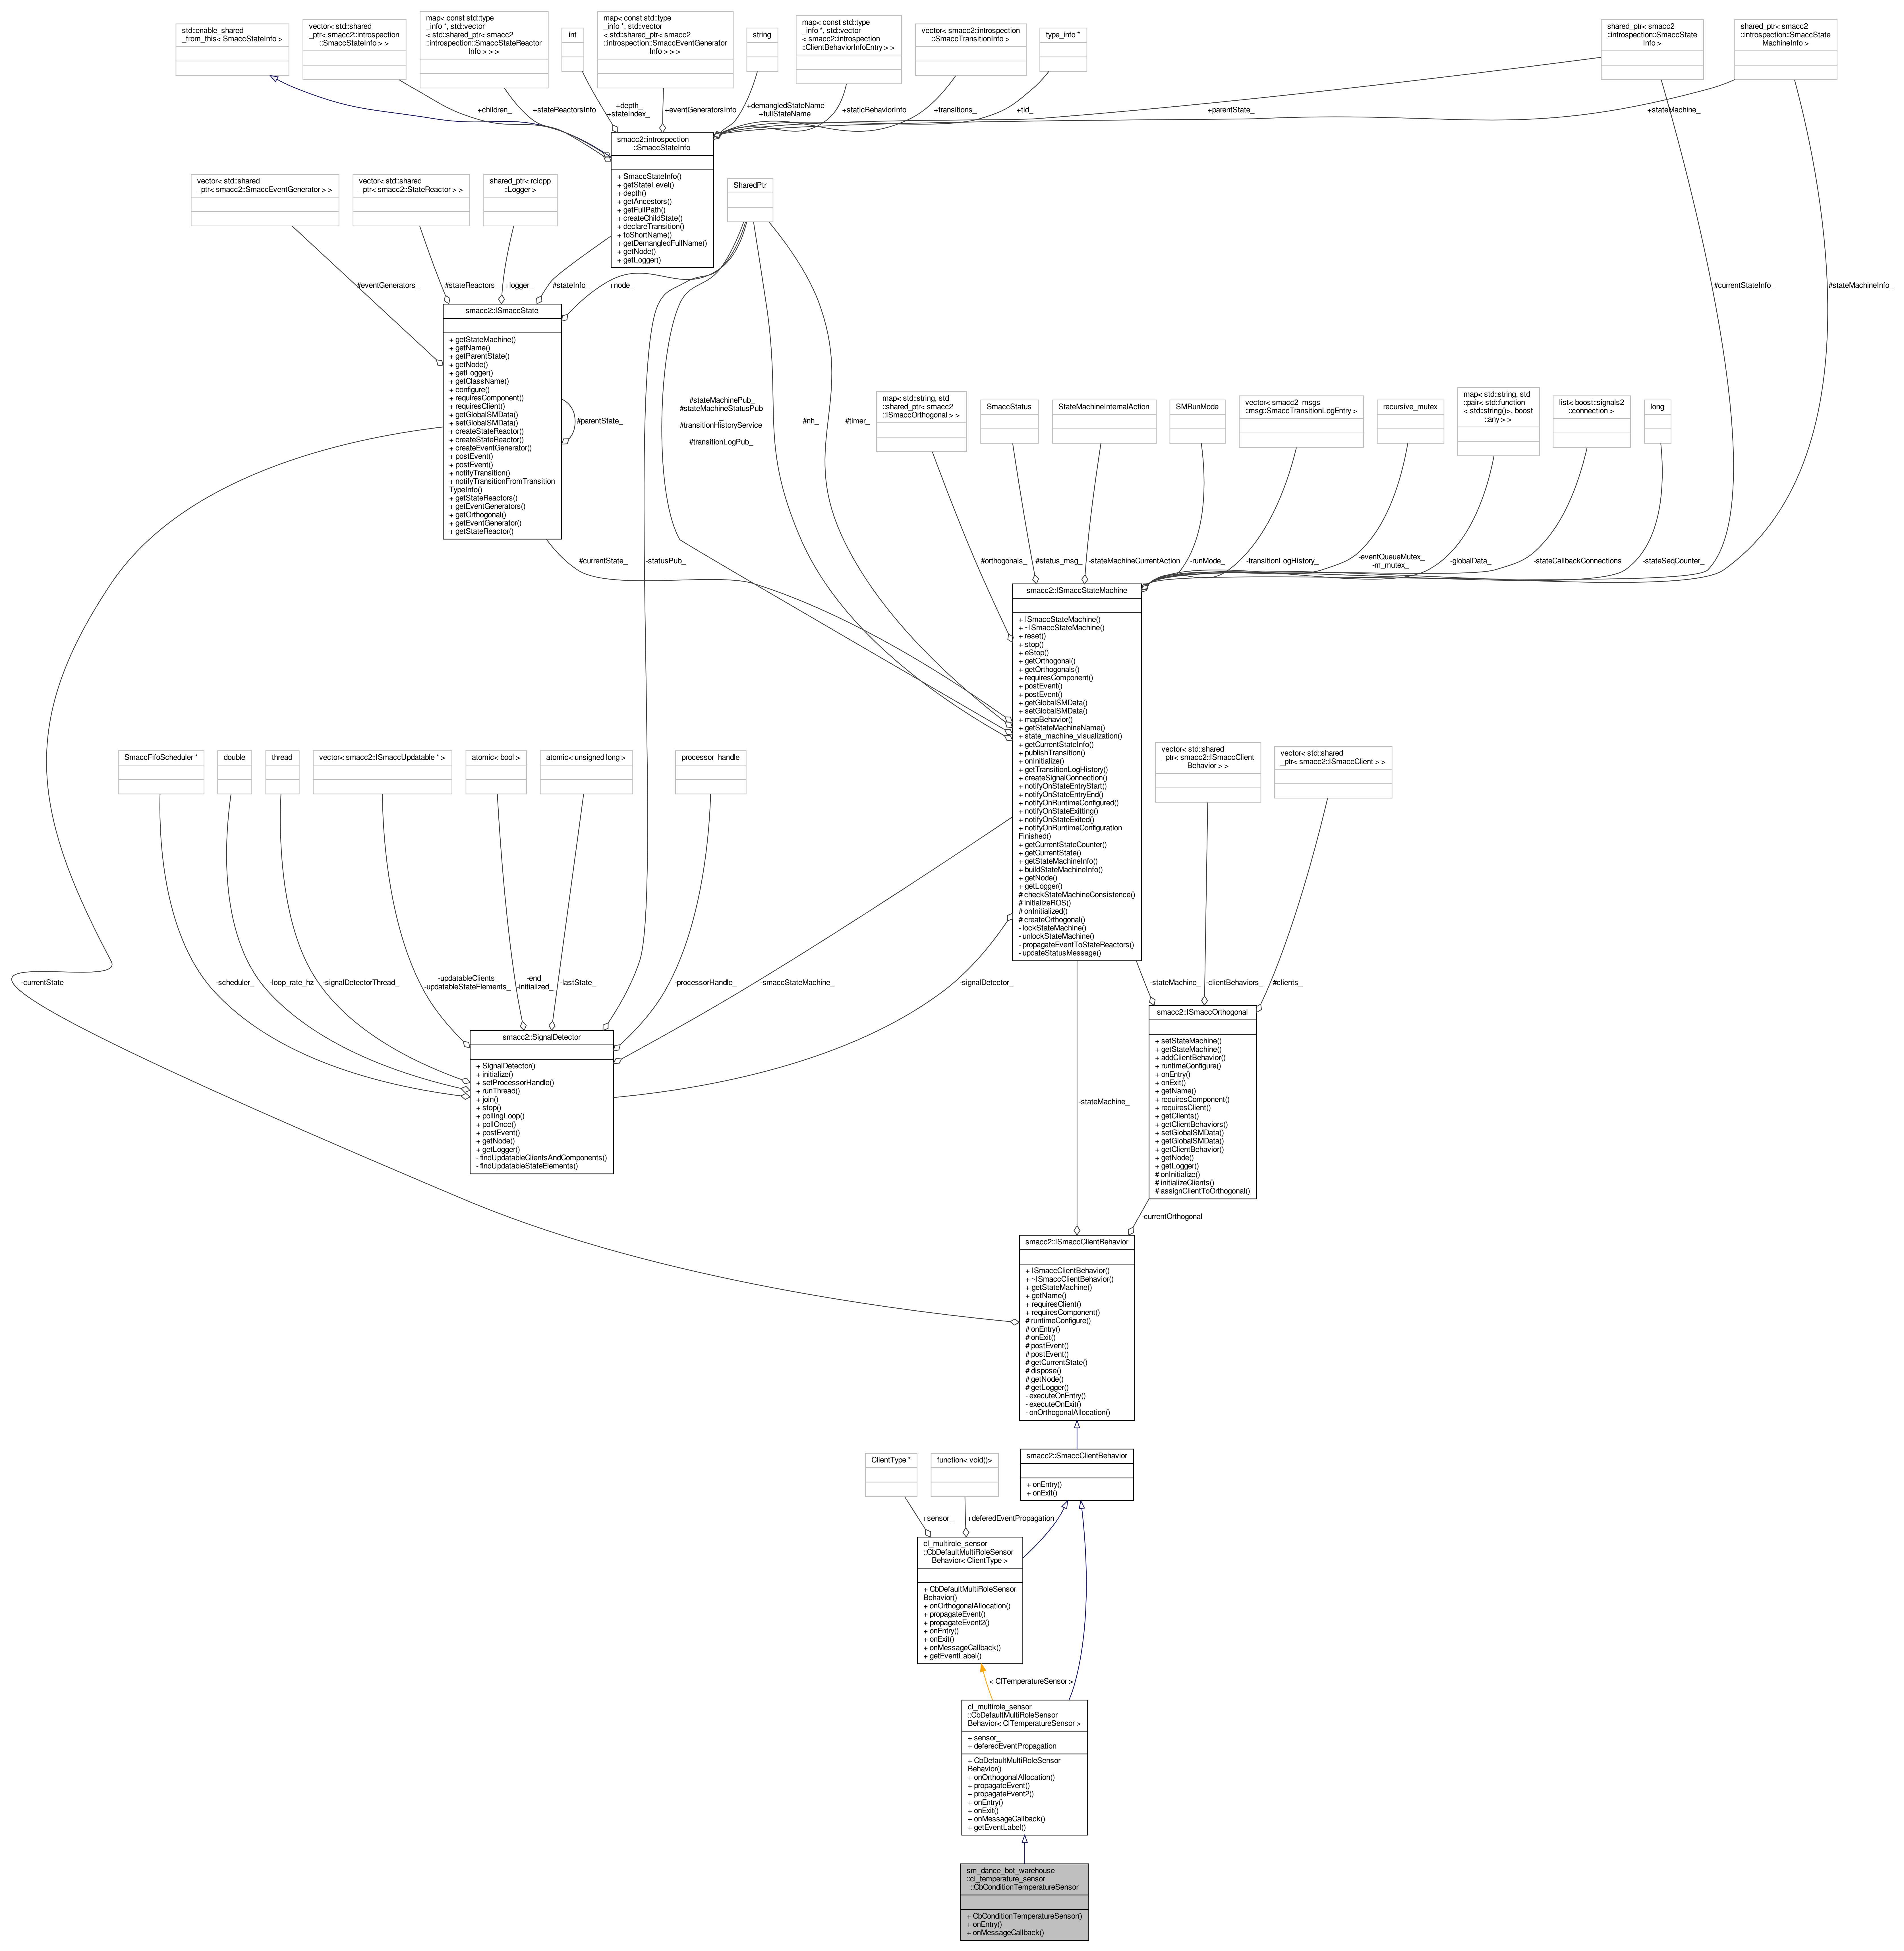 std::enable_shared
_from_this< SmaccStateInfo >
vector< std::shared
_ptr< smacc2::introspection
::SmaccStateInfo > >
map< const std::type
_info *, std::vector
< std::shared_ptr< smacc2
::introspection::SmaccStateReactor
Info > > >
int
map< const std::type
_info *, std::vector
< std::shared_ptr< smacc2
::introspection::SmaccEventGenerator
Info > > >
string
map< const std::type
_info *, std::vector
< smacc2::introspection
::ClientBehaviorInfoEntry > >
vector< smacc2::introspection
::SmaccTransitionInfo >
type_info *
shared_ptr< smacc2
::introspection::SmaccState
Info >
shared_ptr< smacc2
::introspection::SmaccState
MachineInfo >
+children_
+stateReactorsInfo
+depth_
+stateIndex_
+eventGeneratorsInfo
+demangledStateName
+fullStateName
+staticBehaviorInfo
+transitions_
+tid_
+parentState_
+stateMachine_
smacc2::introspection
::SmaccStateInfo
+ SmaccStateInfo()
+ getStateLevel()
+ depth()
+ getAncestors()
+ getFullPath()
+ createChildState()
+ declareTransition()
+ toShortName()
+ getDemangledFullName()
+ getNode()
+ getLogger()
vector< std::shared
_ptr< smacc2::SmaccEventGenerator > >
vector< std::shared
_ptr< smacc2::StateReactor > >
shared_ptr< rclcpp
::Logger >
SharedPtr
#eventGenerators_
#stateReactors_
+logger_
#stateInfo_
+node_
#currentStateInfo_
#stateMachineInfo_
smacc2::ISmaccState
+ getStateMachine()
+ getName()
+ getParentState()
+ getNode()
+ getLogger()
+ getClassName()
+ configure()
+ requiresComponent()
+ requiresClient()
+ getGlobalSMData()
+ setGlobalSMData()
+ createStateReactor()
+ createStateReactor()
+ createEventGenerator()
+ postEvent()
+ postEvent()
+ notifyTransition()
+ notifyTransitionFromTransition
TypeInfo()
+ getStateReactors()
+ getEventGenerators()
+ getOrthogonal()
+ getEventGenerator()
+ getStateReactor()
#parentState_
#stateMachinePub_
#stateMachineStatusPub
_
#transitionHistoryService
_
#transitionLogPub_
#nh_
#timer_
map< std::string, std
::shared_ptr< smacc2
::ISmaccOrthogonal > >
SmaccStatus
StateMachineInternalAction
SMRunMode
vector< smacc2_msgs
::msg::SmaccTransitionLogEntry >
recursive_mutex
map< std::string, std
::pair< std::function
< std::string()>, boost
::any > >
list< boost::signals2
::connection >
long
#currentState_
-statusPub_
#orthogonals_
#status_msg_
-stateMachineCurrentAction
-runMode_
-transitionLogHistory_
-eventQueueMutex_
-m_mutex_
-globalData_
-stateCallbackConnections
-stateSeqCounter_
smacc2::ISmaccStateMachine
+ ISmaccStateMachine()
+ ~ISmaccStateMachine()
+ reset()
+ stop()
+ eStop()
+ getOrthogonal()
+ getOrthogonals()
+ requiresComponent()
+ postEvent()
+ postEvent()
+ getGlobalSMData()
+ setGlobalSMData()
+ mapBehavior()
+ getStateMachineName()
+ state_machine_visualization()
+ getCurrentStateInfo()
+ publishTransition()
+ onInitialize()
+ getTransitionLogHistory()
+ createSignalConnection()
+ notifyOnStateEntryStart()
+ notifyOnStateEntryEnd()
+ notifyOnRuntimeConfigured()
+ notifyOnStateExitting()
+ notifyOnStateExited()
+ notifyOnRuntimeConfiguration
Finished()
+ getCurrentStateCounter()
+ getCurrentState()
+ getStateMachineInfo()
+ buildStateMachineInfo()
+ getNode()
+ getLogger()
# checkStateMachineConsistence()
# initializeROS()
# onInitialized()
# createOrthogonal()
- lockStateMachine()
- unlockStateMachine()
- propagateEventToStateReactors()
- updateStatusMessage()
SmaccFifoScheduler *
double
thread
vector< smacc2::ISmaccUpdatable * >
atomic< bool >
atomic< unsigned long >
processor_handle
vector< std::shared
_ptr< smacc2::ISmaccClient
Behavior > >
vector< std::shared
_ptr< smacc2::ISmaccClient > >
-currentState
-scheduler_
-loop_rate_hz
-signalDetectorThread_
-updatableClients_
-updatableStateElements_
-end_
-initialized_
-lastState_
-processorHandle_
-smaccStateMachine_
-signalDetector_
-stateMachine_
-clientBehaviors_
#clients_
smacc2::SignalDetector
+ SignalDetector()
+ initialize()
+ setProcessorHandle()
+ runThread()
+ join()
+ stop()
+ pollingLoop()
+ pollOnce()
+ postEvent()
+ getNode()
+ getLogger()
- findUpdatableClientsAndComponents()
- findUpdatableStateElements()
smacc2::ISmaccOrthogonal
+ setStateMachine()
+ getStateMachine()
+ addClientBehavior()
+ runtimeConfigure()
+ onEntry()
+ onExit()
+ getName()
+ requiresComponent()
+ requiresClient()
+ getClients()
+ getClientBehaviors()
+ setGlobalSMData()
+ getGlobalSMData()
+ getClientBehavior()
+ getNode()
+ getLogger()
# onInitialize()
# initializeClients()
# assignClientToOrthogonal()
-stateMachine_
-currentOrthogonal
smacc2::ISmaccClientBehavior
+ ISmaccClientBehavior()
+ ~ISmaccClientBehavior()
+ getStateMachine()
+ getName()
+ requiresClient()
+ requiresComponent()
# runtimeConfigure()
# onEntry()
# onExit()
# postEvent()
# postEvent()
# getCurrentState()
# dispose()
# getNode()
# getLogger()
- executeOnEntry()
- executeOnExit()
- onOrthogonalAllocation()
ClientType *
function< void()>
smacc2::SmaccClientBehavior
+ onEntry()
+ onExit()
+sensor_
+deferedEventPropagation
cl_multirole_sensor
::CbDefaultMultiRoleSensor
Behavior< ClientType >
+ CbDefaultMultiRoleSensor
Behavior()
+ onOrthogonalAllocation()
+ propagateEvent()
+ propagateEvent2()
+ onEntry()
+ onExit()
+ onMessageCallback()
+ getEventLabel()
< ClTemperatureSensor >
cl_multirole_sensor
::CbDefaultMultiRoleSensor
Behavior< ClTemperatureSensor >
+ sensor_
+ deferedEventPropagation
+ CbDefaultMultiRoleSensor
Behavior()
+ onOrthogonalAllocation()
+ propagateEvent()
+ propagateEvent2()
+ onEntry()
+ onExit()
+ onMessageCallback()
+ getEventLabel()
sm_dance_bot_warehouse
::cl_temperature_sensor
::CbConditionTemperatureSensor
+ CbConditionTemperatureSensor()
+ onEntry()
+ onMessageCallback()